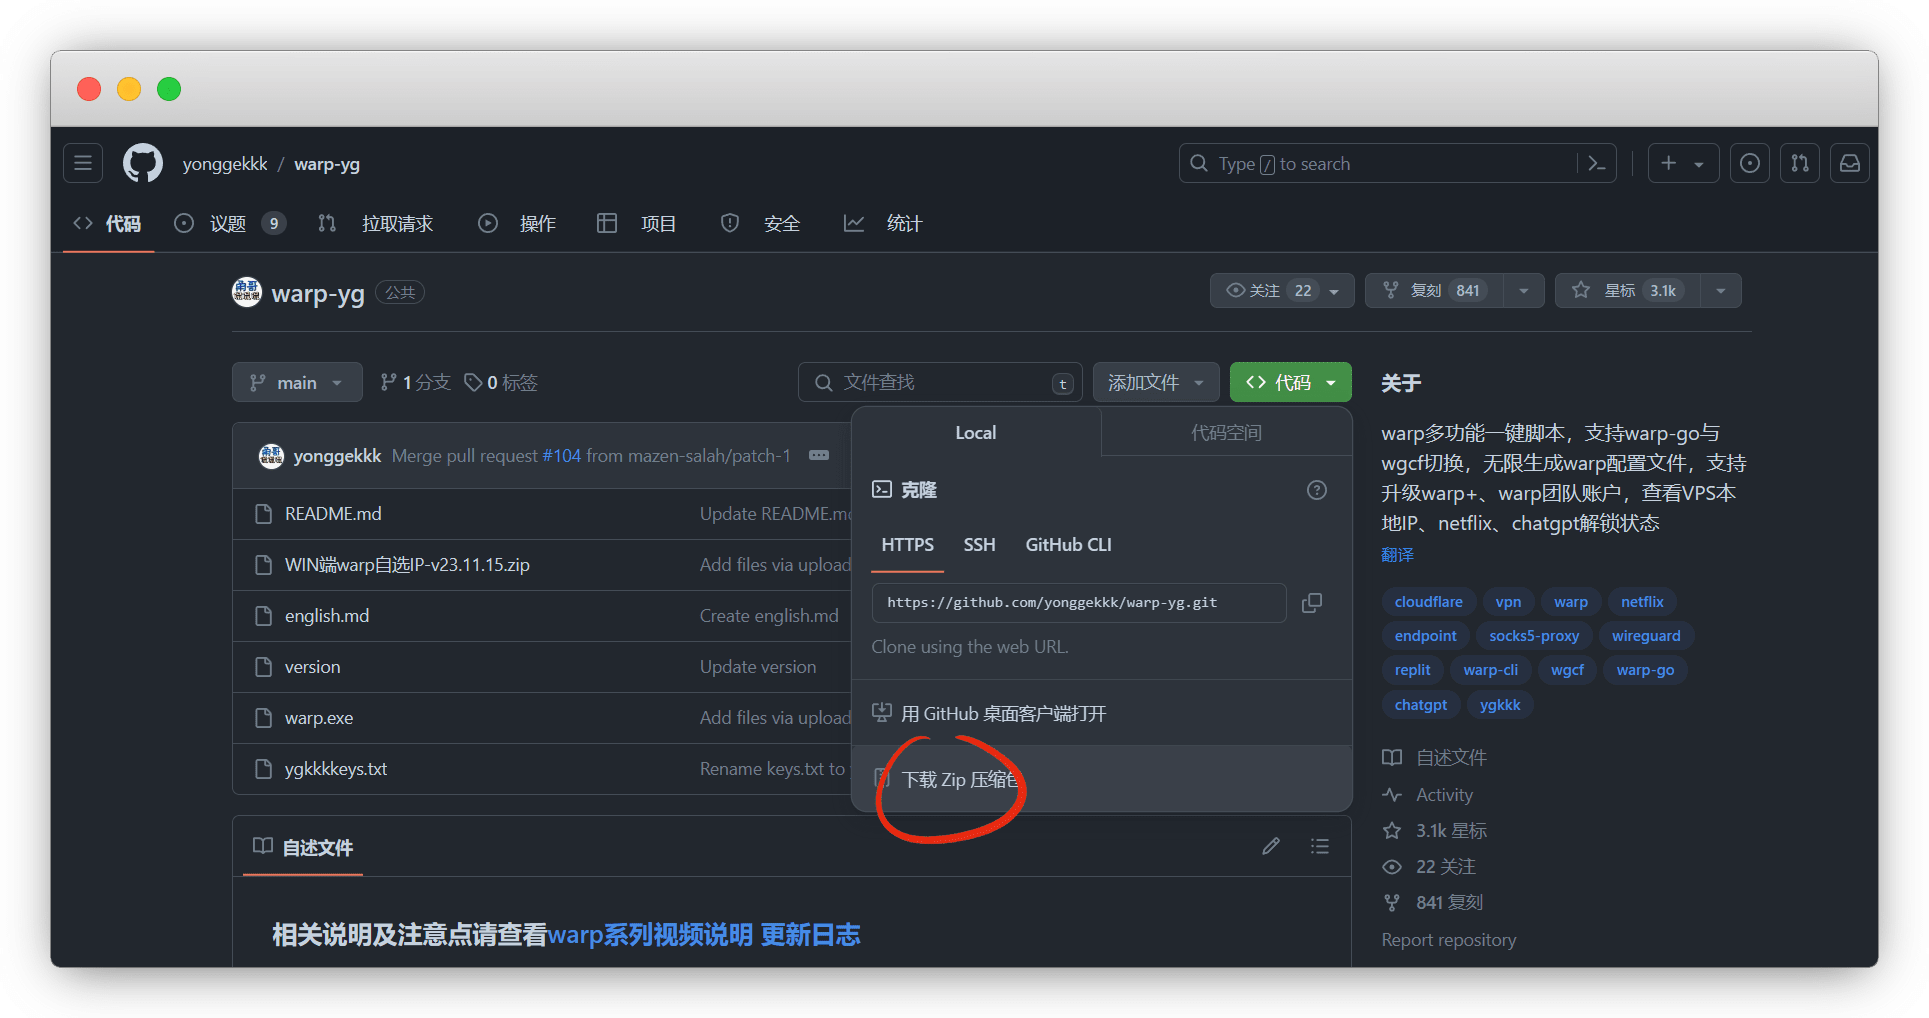 yonggekkk / warp-yg
Type / to search
代码
议题 9
拉取请求
操作
项目
安全
统计
warp-yg 公共
关注 22
复刻 841
星标 3.1k
main
1 分支
0 标签
文件查找 t
添加文件
代码
yonggekkk Merge pull request #104 from mazen-salah/patch-1
README.md Update README.md
WIN端warp自选IP-v23.11.15.zip Add files via upload
english.md Create english.md
version Update version
warp.exe Add files via upload
ygkkkkeys.txt Rename keys.txt to
Local
代码空间
克隆
HTTPS SSH GitHub CLI
https://github.com/yonggekkk/warp-yg.git
Clone using the web URL.
用 GitHub 桌面客户端打开
下载 Zip 压缩包
自述文件
相关说明及注意点请查看warp系列视频说明 更新日志
关于
warp多功能一键脚本，支持warp-go与
wgcf切换，无限生成warp配置文件，支持
升级warp+、warp团队账户，查看VPS本
地IP、netflix、chatgpt解锁状态
翻译
cloudflare vpn warp netflix
endpoint socks5-proxy wireguard
replit warp-cli wgcf warp-go
chatgpt ygkkk
自述文件
Activity
3.1k 星标
22 关注
841 复刻
Report repository